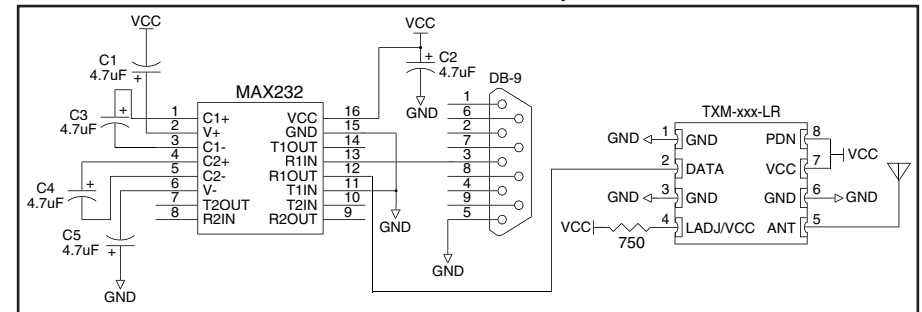 VCC
C1
4.7uF
+
C3
4.7uF
+
C4
4.7uF
+
C5
4.7uF
+
GND
MAX232
1 C1+
2 V+
3 C1-
4 C2+
5 C2-
6 V-
7 T2OUT
8 R2IN
VCC 16
GND 15
T1OUT 14
R1IN 13
R1OUT 12
T1IN 11
T2IN 10
R2OUT 9
GND
VCC
+ C2
4.7uF
GND
DB-9
1
6
2
7
3
8
4
9
5
GND
TXM-xxx-LR
GND 1 GND
2 DATA
GND 3 GND
VCC 750 4 LADJ/VCC
PDN 8
VCC 7 VCC
GND 6 GND
ANT 5